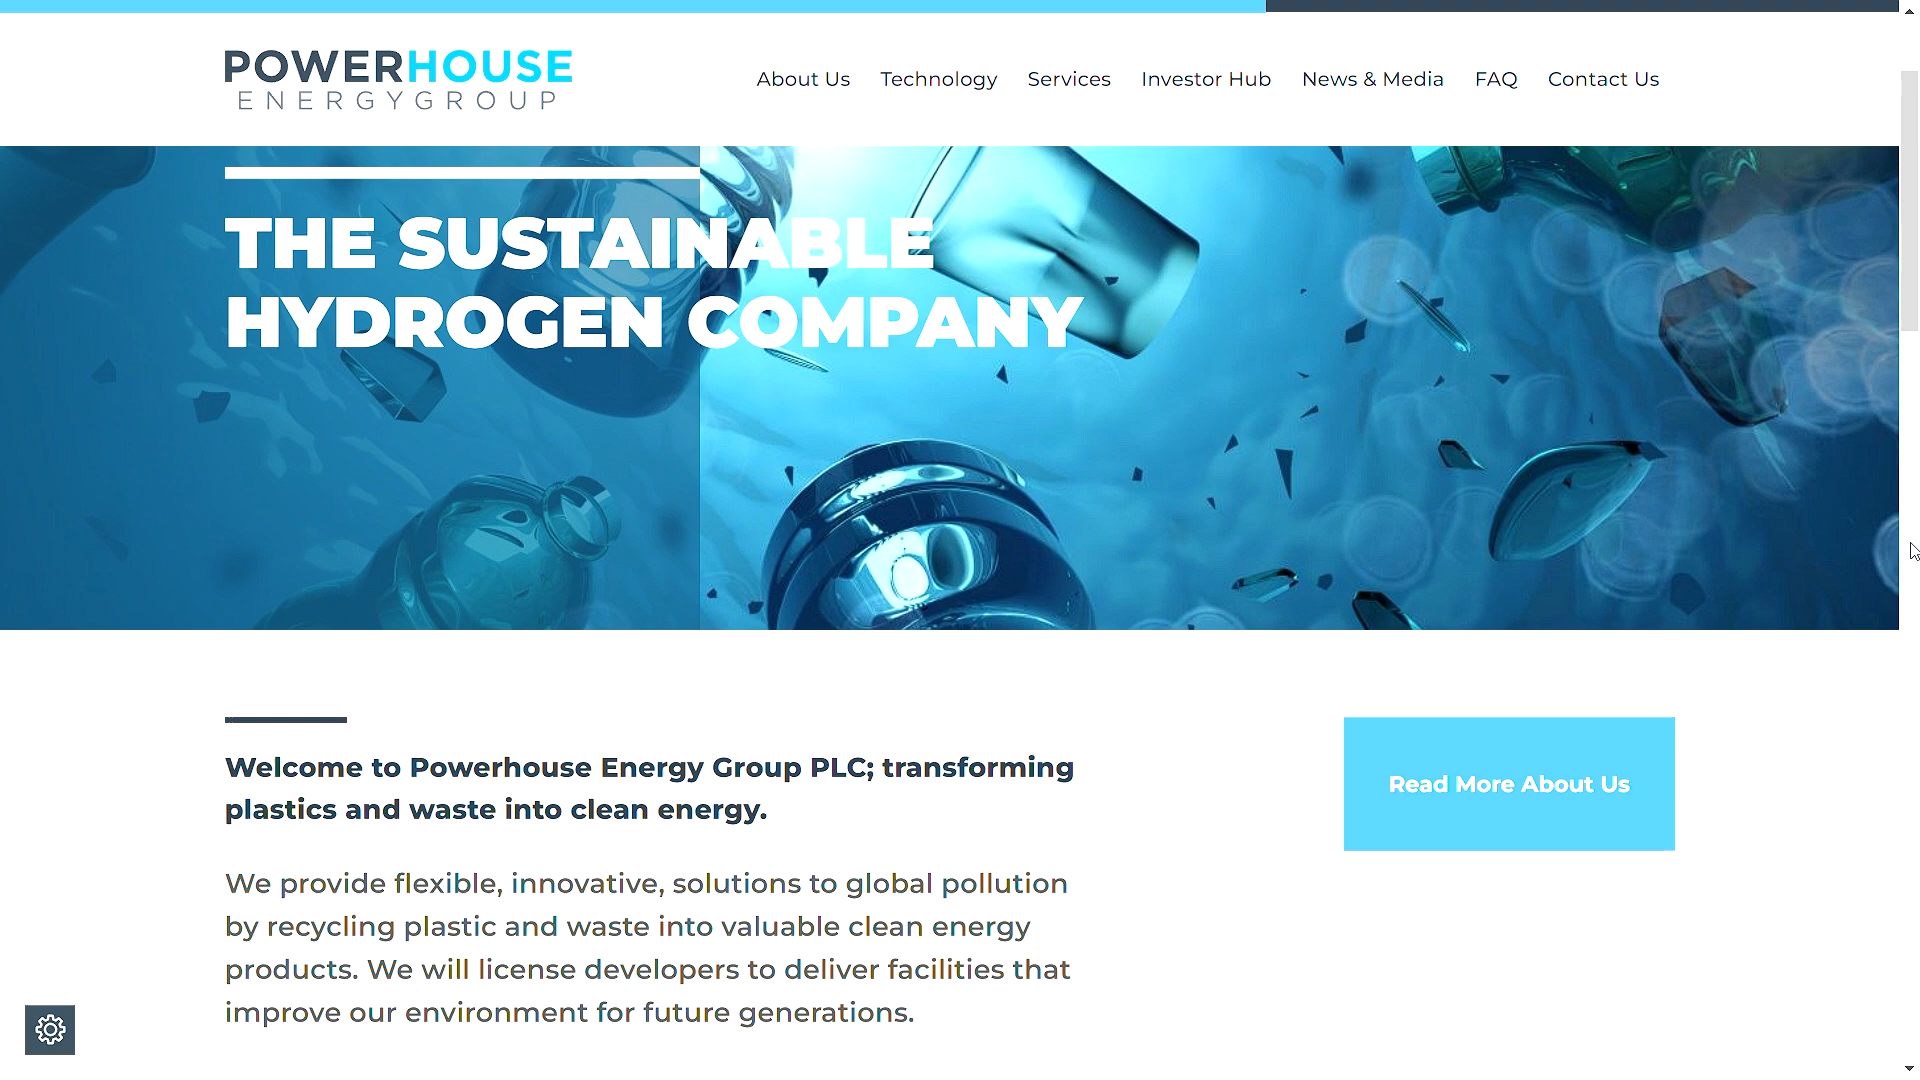 POWERHOUSE
ENERGYGROUP
About Us Technology Services Investor Hub News & Media FAQ Contact Us
THE SUSTAINABLE
HYDROGEN COMPANY
Welcome to Powerhouse Energy Group PLC; transforming
plastics and waste into clean energy.
Read More About Us
We provide flexible, innovative, solutions to global pollution
by recycling plastic and waste into valuable clean energy
products. We will license developers to deliver facilities that
improve our environment for future generations.